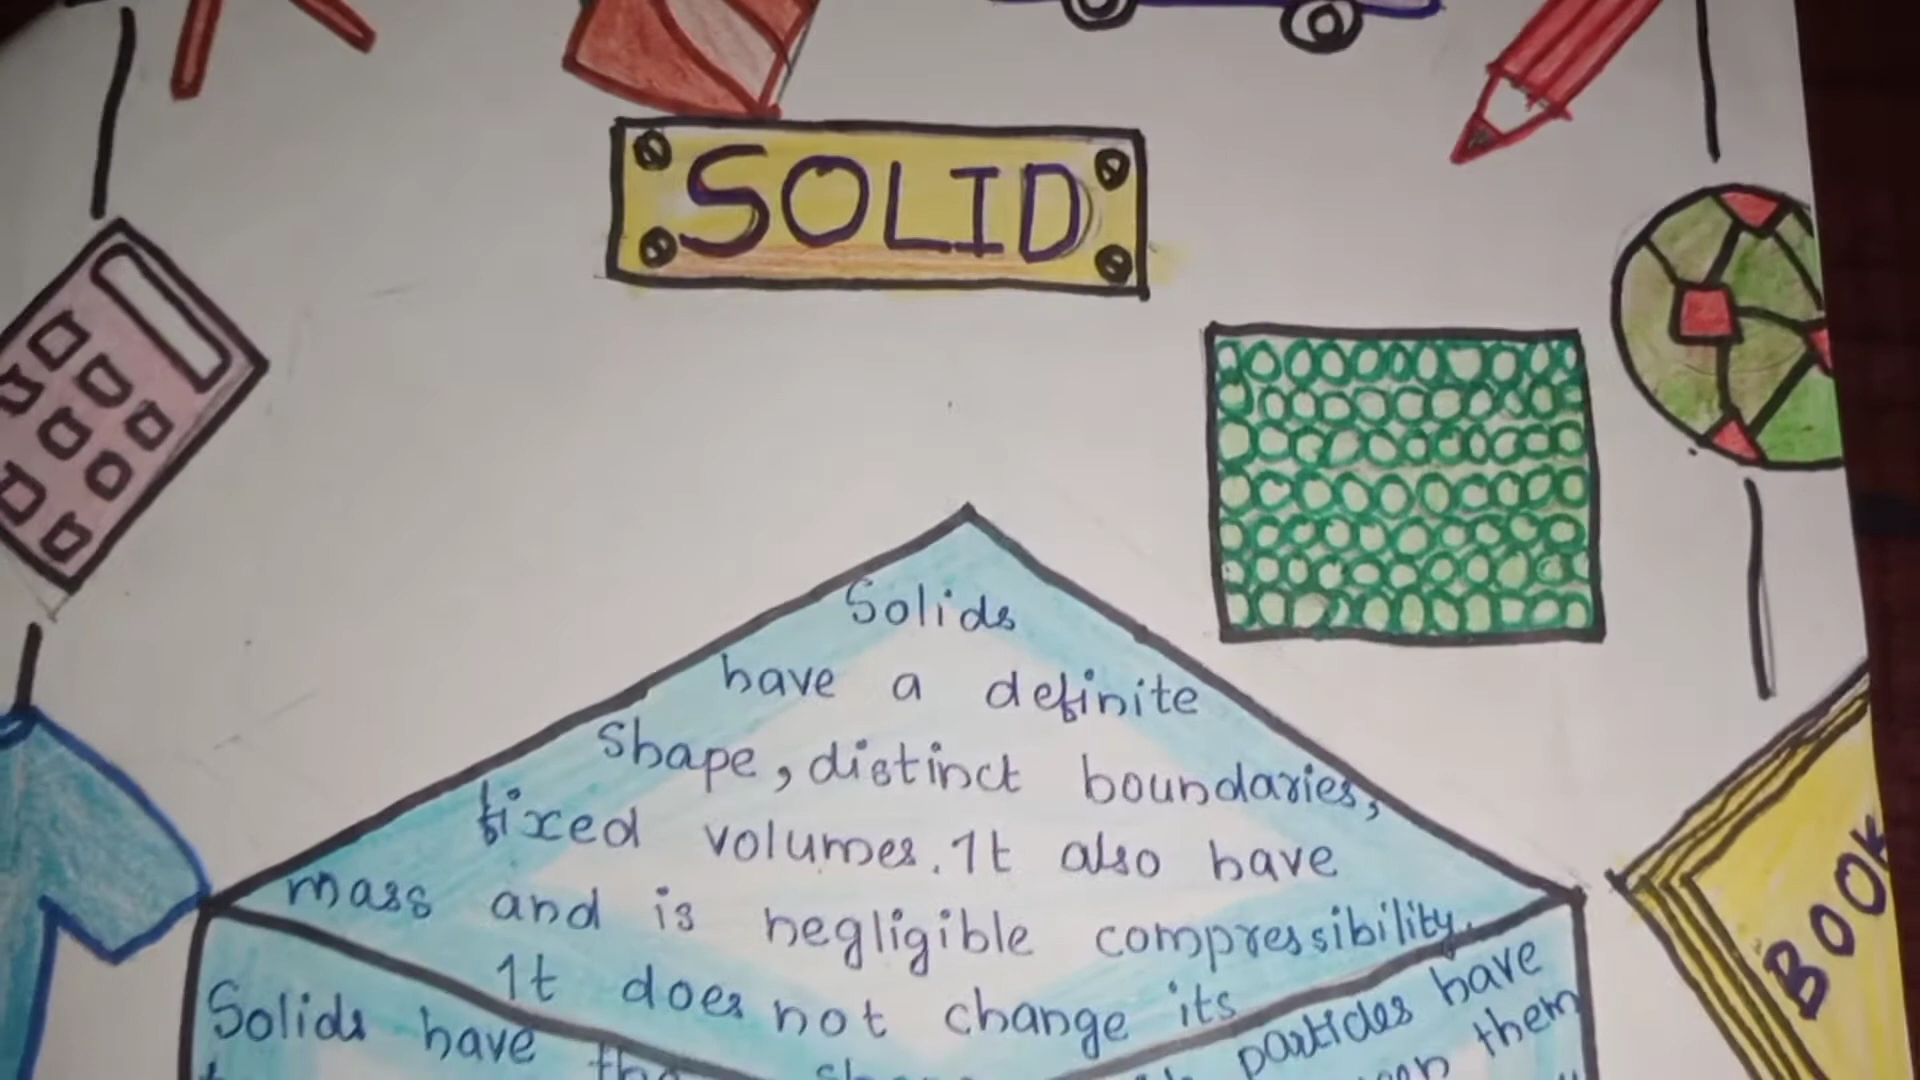 SOLID
Solids
have a definite
shape, distinct boundaries,
fixed volumes. It also have
mass and is negligible compressibility.
It does not change its
Solids have
particles have
them
BOOK